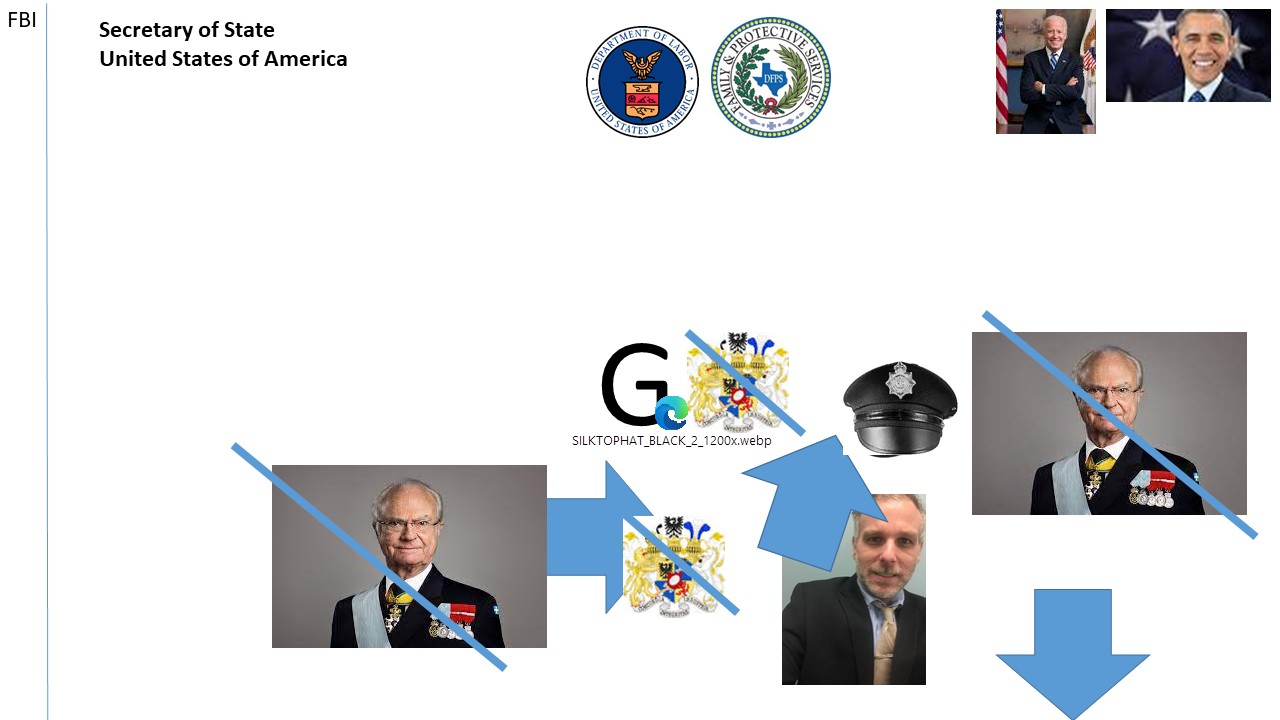 FBI
Secretary of State
United States of America
DEPARTMENT OF LABOR
UNITED STATES OF AMERICA
FAMILY & PROTECTIVE SERVICES
DFPS
G
SILKTOPHAT_BLACK_2_1200x.webp